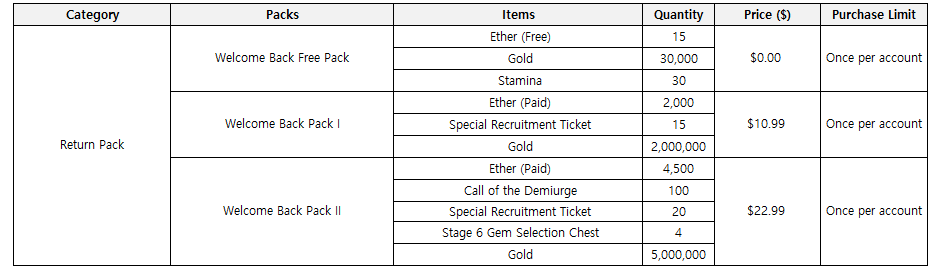 Category Packs Items Quantity Price ($) Purchase Limit
Return Pack
Welcome Back Free Pack
Ether (Free) 15
Gold 30,000
Stamina 30
$0.00 Once per account
Welcome Back Pack I
Ether (Paid) 2,000
Special Recruitment Ticket 15
Gold 2,000,000
$10.99 Once per account
Welcome Back Pack II
Ether (Paid) 4,500
Call of the Demiurge 100
Special Recruitment Ticket 20
Stage 6 Gem Selection Chest 4
Gold 5,000,000
$22.99 Once per account